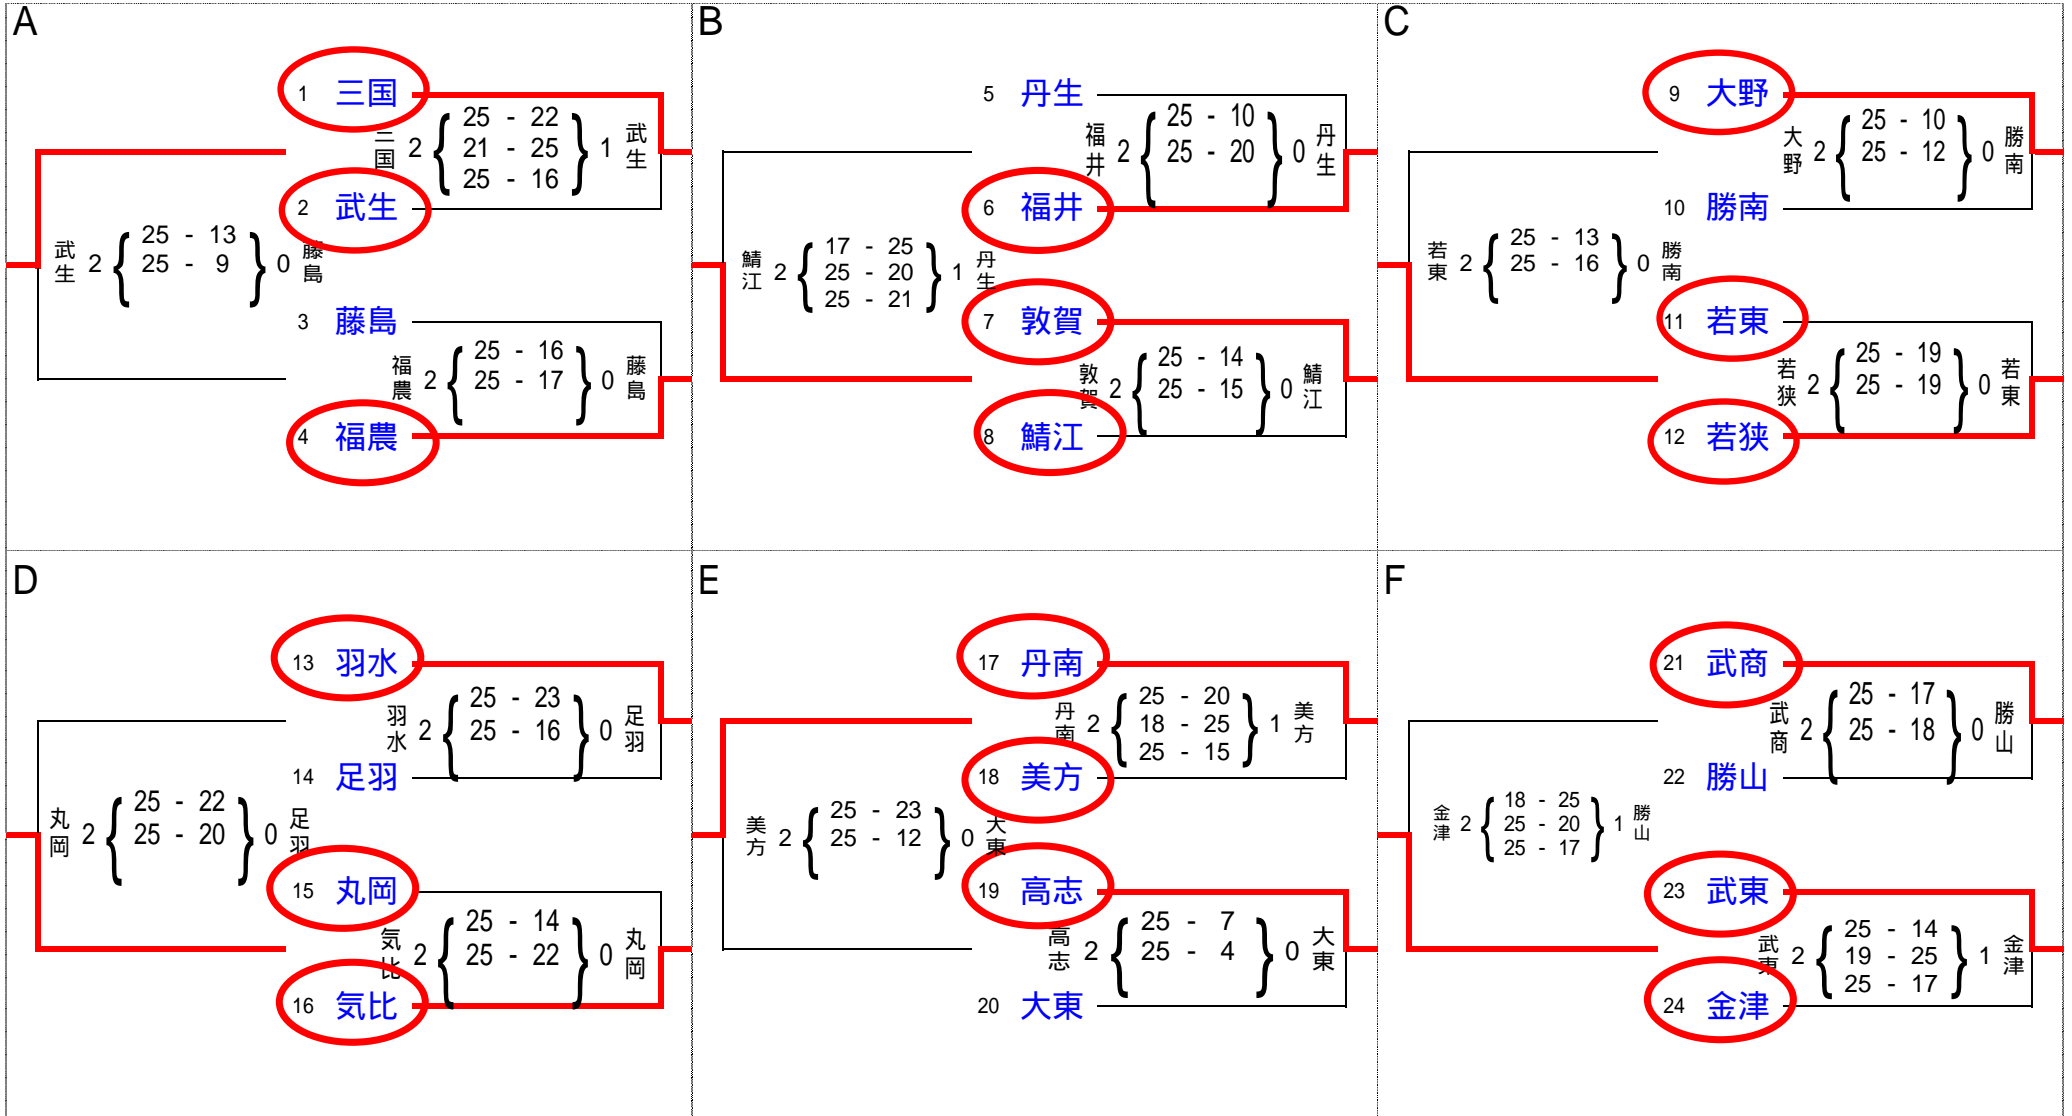 A
1 三国
三国 2 { 25 - 22 } 1 武生
21 - 25
25 - 16
2 武生
武生 2 { 25 - 13 } 0 藤島
25 - 9
3 藤島
福農 2 { 25 - 16 } 0 藤島
25 - 17
4 福農
B
5 丹生
福井 2 { 25 - 10 } 0 丹生
25 - 20
6 福井
鯖江 2 { 17 - 25 } 1 丹生
25 - 20
25 - 21
7 敦賀
敦賀 2 { 25 - 14 } 0 鯖江
25 - 15
8 鯖江
C
9 大野
大野 2 { 25 - 10 } 0 勝南
25 - 12
10 勝南
若東 2 { 25 - 13 } 0 勝南
25 - 16
11 若東
若狭 2 { 25 - 19 } 0 若東
25 - 19
12 若狭
D
13 羽水
羽水 2 { 25 - 23 } 0 足羽
25 - 16
14 足羽
丸岡 2 { 25 - 22 } 0 足羽
25 - 20
15 丸岡
気比 2 { 25 - 14 } 0 丸岡
25 - 22
16 気比
E
17 丹南
丹南 2 { 25 - 20 } 1 美方
18 - 25
25 - 15
18 美方
美方 2 { 25 - 23 } 0 大東
25 - 12
19 高志
高志 2 { 25 - 7 } 0 大東
25 - 4
20 大東
F
21 武商
武商 2 { 25 - 17 } 0 勝山
25 - 18
22 勝山
金津 2 { 18 - 25 } 1 勝山
25 - 20
25 - 17
23 武東
武東 2 { 25 - 14 } 1 金津
19 - 25
25 - 17
24 金津